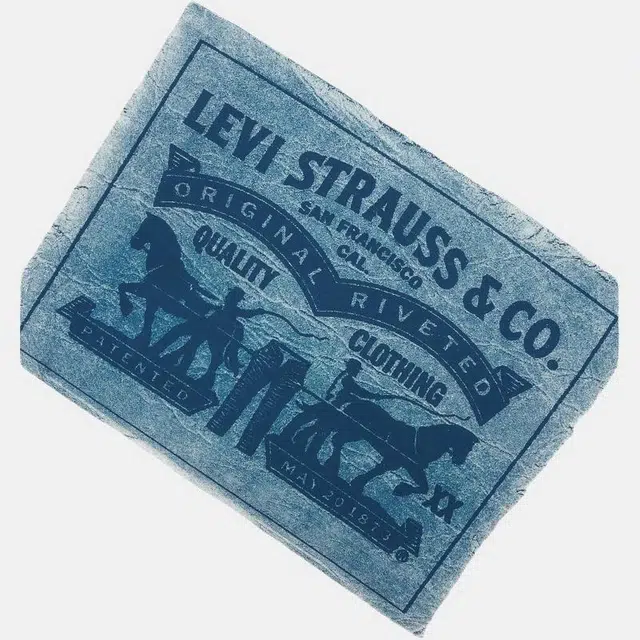 LEVI STRAUSS & CO.
SAN FRANCISCO
CAL.
ORIGINAL RIVETED
QUALITY CLOTHING
XX
PATENTED MAY 20 1873
®